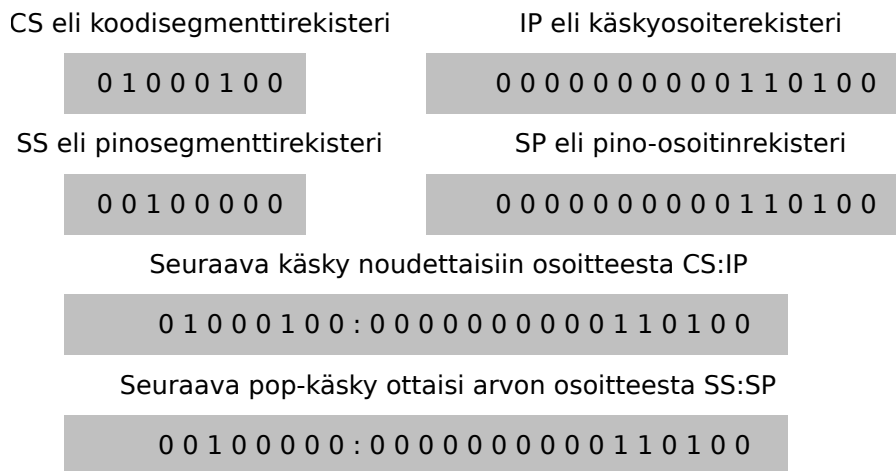 CS eli koodisegmenttirekisteri IP eli käskyosoiterekisteri
0 1 0 0 0 1 0 0 0 0 0 0 0 0 0 0 0 0 1 1 0 1 0 0
SS eli pinosegmenttirekisteri SP eli pino-osoitinrekisteri
0 0 1 0 0 0 0 0 0 0 0 0 0 0 0 0 0 0 1 1 0 1 0 0
Seuraava käsky noudettaisiin osoitteesta CS:IP
0 1 0 0 0 1 0 0 : 0 0 0 0 0 0 0 0 0 0 1 1 0 1 0 0
Seuraava pop-käsky ottaisi arvon osoitteesta SS:SP
0 0 1 0 0 0 0 0 : 0 0 0 0 0 0 0 0 0 0 1 1 0 1 0 0